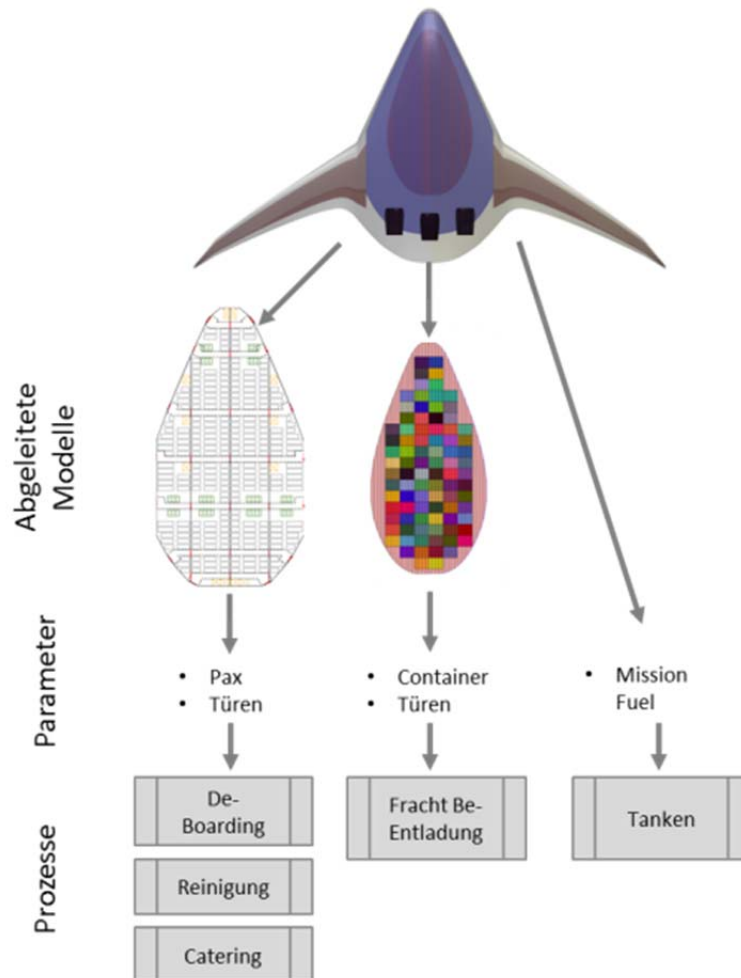 Abgeleitete
Modelle
Parameter
• Pax
• Türen
• Container
• Türen
• Mission
Fuel
Prozesse
De-
Boarding
Reinigung
Catering
Fracht Be-
Entladung
Tanken